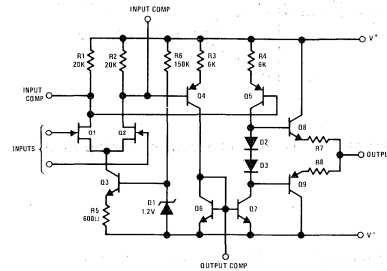 INPUT COMP
V+
R1
20K
R2
20K
R6
150K
R3
6K
R4
6K
INPUT
COMP
Q4
Q5
Q8
D2
R7
OUTPUT
INPUTS
Q1
Q2
D3
R8
Q3
D1
1.2V
Q6
Q7
Q9
R5
600Ω
V-
OUTPUT COMP